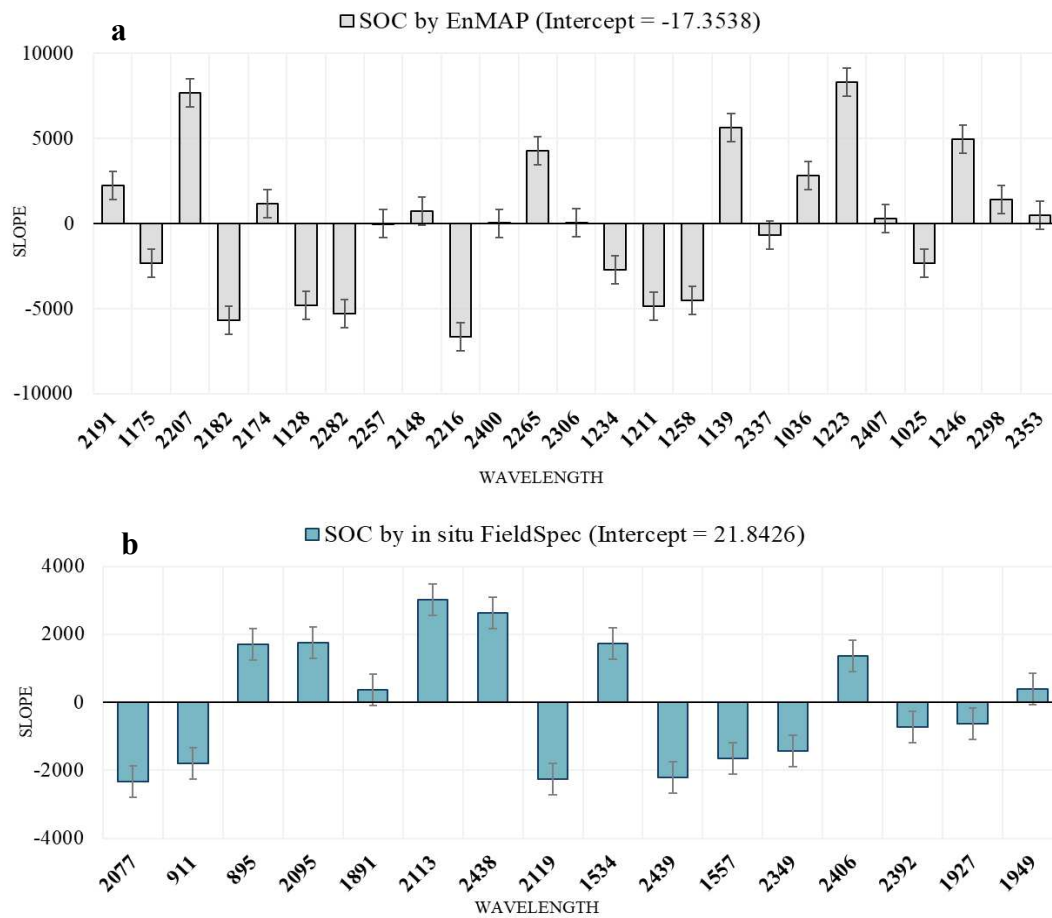 a
SOC by EnMAP (Intercept = -17.3538)
10000
5000
0
-5000
-10000
SLOPE
2191 1175 2207 2182 2174 1128 2282 2257 2148 2216 2400 2265 2306 1234 1211 1258 1139 2337 1036 1223 2407 1025 1246 2298 2353
WAVELENGTH
b
SOC by in situ FieldSpec (Intercept = 21.8426)
4000
2000
0
-2000
-4000
SLOPE
2077 911 895 2095 1891 2113 2438 2119 1534 2439 1557 2349 2406 2392 1927 1949
WAVELENGTH